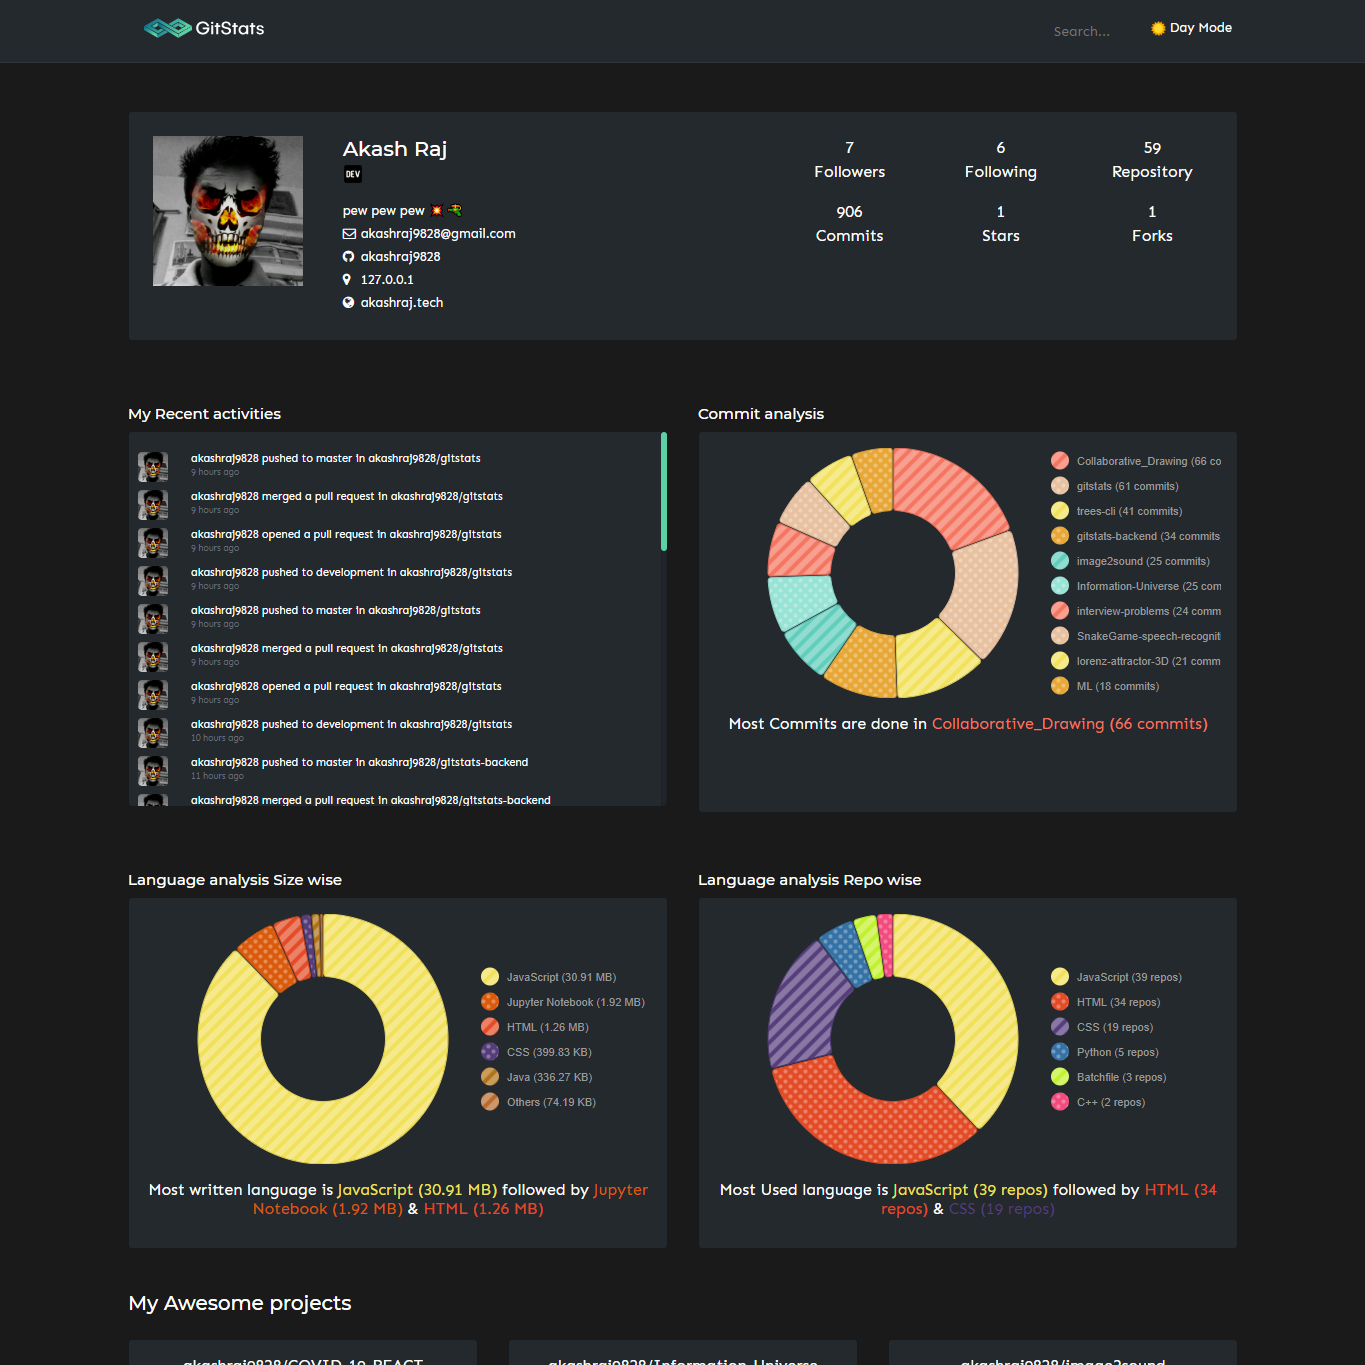 GitStats
Search...
Day Mode
Akash Raj
DEV
pew pew pew
akashraj9828@gmail.com
akashraj9828
127.0.0.1
akashraj.tech
7
Followers
6
Following
59
Repository
906
Commits
1
Stars
1
Forks
My Recent activities
akashraj9828 pushed to master in akashraj9828/gitstats
9 hours ago
akashraj9828 merged a pull request in akashraj9828/gitstats
9 hours ago
akashraj9828 opened a pull request in akashraj9828/gitstats
9 hours ago
akashraj9828 pushed to development in akashraj9828/gitstats
9 hours ago
akashraj9828 pushed to master in akashraj9828/gitstats
9 hours ago
akashraj9828 merged a pull request in akashraj9828/gitstats
9 hours ago
akashraj9828 opened a pull request in akashraj9828/gitstats
9 hours ago
akashraj9828 pushed to development in akashraj9828/gitstats
10 hours ago
akashraj9828 pushed to master in akashraj9828/gitstats-backend
11 hours ago
akashraj9828 merged a pull request in akashraj9828/gitstats-backend
Commit analysis
Collaborative_Drawing (66 co
gitstats (61 commits)
trees-cli (41 commits)
gitstats-backend (34 commits
image2sound (25 commits)
Information-Universe (25 com
interview-problems (24 comm
SnakeGame-speech-recogniti
lorenz-attractor-3D (21 comm
ML (18 commits)
Most Commits are done in Collaborative_Drawing (66 commits)
Language analysis Size wise
JavaScript (30.91 MB)
Jupyter Notebook (1.92 MB)
HTML (1.26 MB)
CSS (399.83 KB)
Java (336.27 KB)
Others (74.19 KB)
Most written language is JavaScript (30.91 MB) followed by Jupyter
Notebook (1.92 MB) & HTML (1.26 MB)
Language analysis Repo wise
JavaScript (39 repos)
HTML (34 repos)
CSS (19 repos)
Python (5 repos)
Batchfile (3 repos)
C++ (2 repos)
Most Used language is JavaScript (39 repos) followed by HTML (34
repos) & CSS (19 repos)
My Awesome projects
akashraj9828/COVID-19-REACT
akashraj9828/Information-Universe
akashraj9828/image2sound